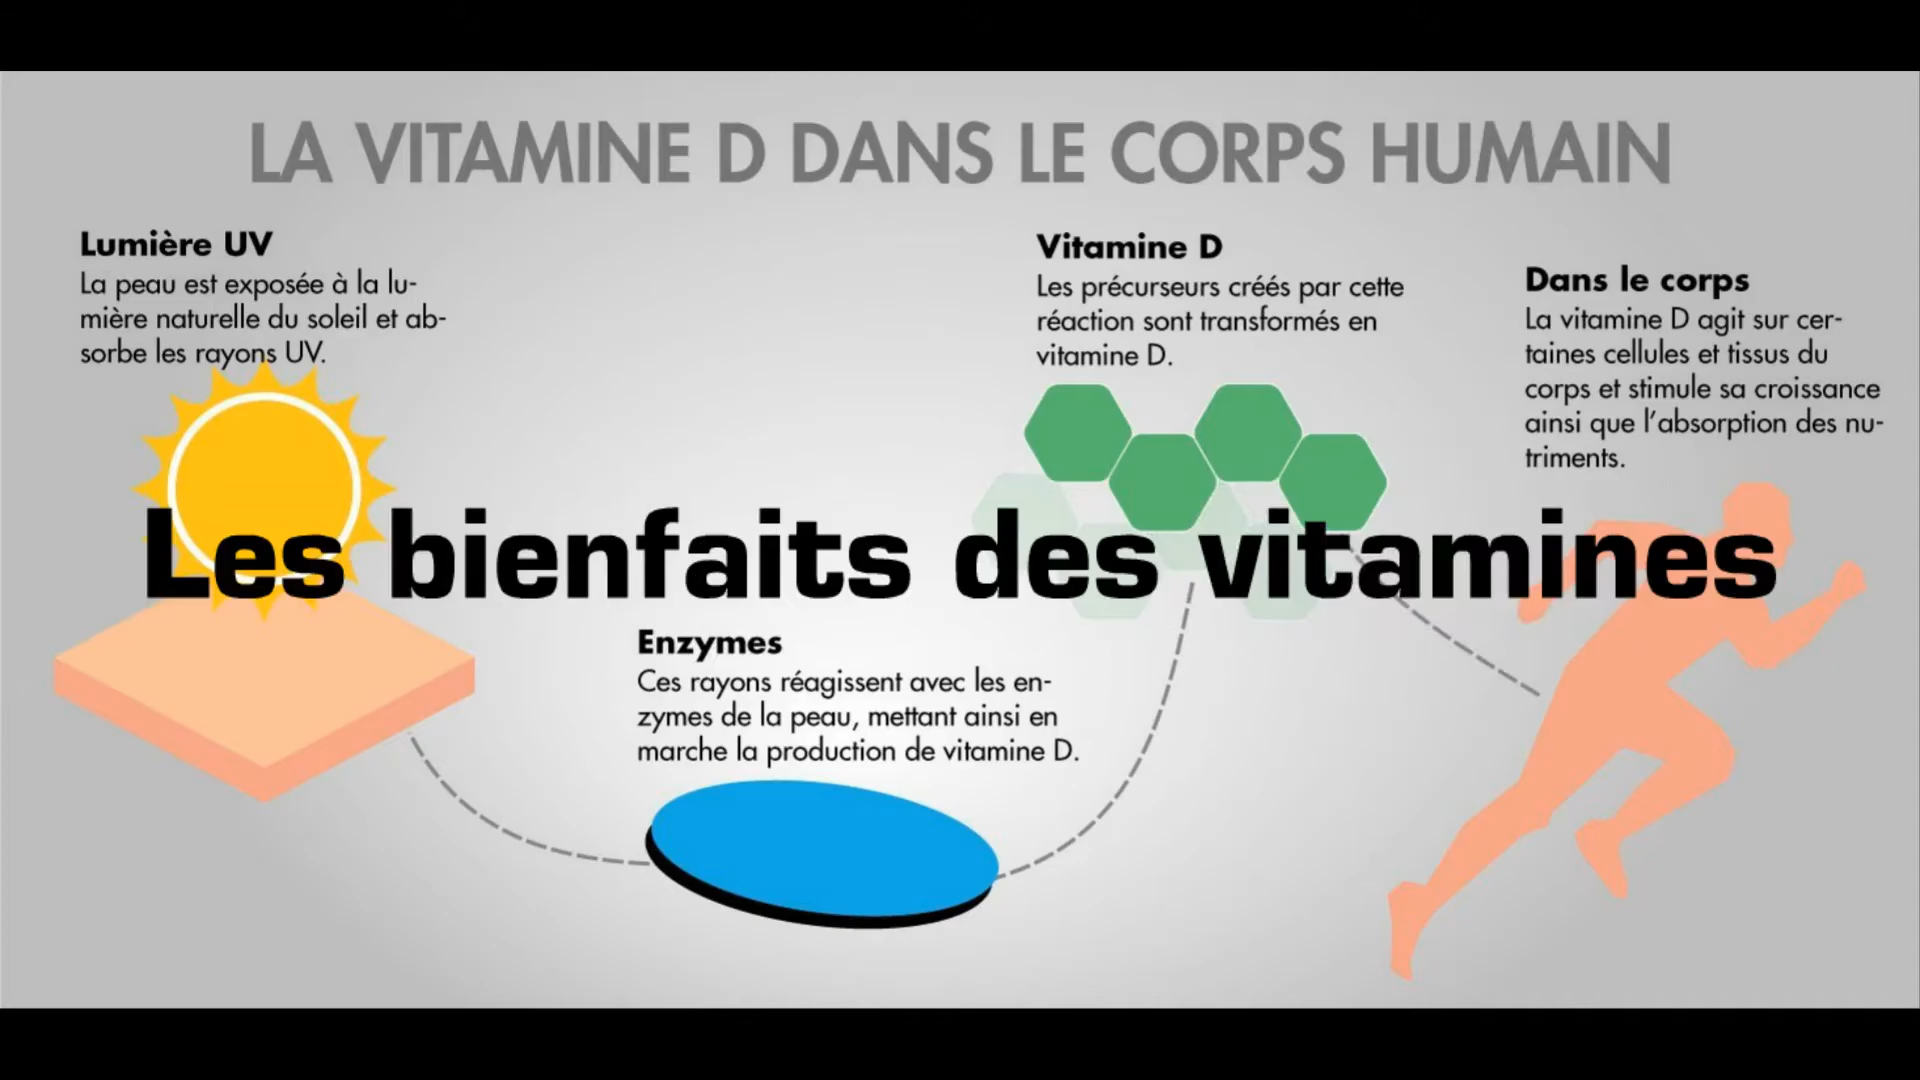 LA VITAMINE D DANS LE CORPS HUMAIN
Lumière UV
La peau est exposée à la lu-
mière naturelle du soleil et ab-
sorbe les rayons UV.
Vitamine D
Les précurseurs créés par cette
réaction sont transformés en
vitamine D.
Dans le corps
La vitamine D agit sur cer-
taines cellules et tissus du
corps et stimule sa croissance
ainsi que l'absorption des nu-
triments.
Les bienfaits des vitamines
Enzymes
Ces rayons réagissent avec les en-
zymes de la peau, mettant ainsi en
marche la production de vitamine D.